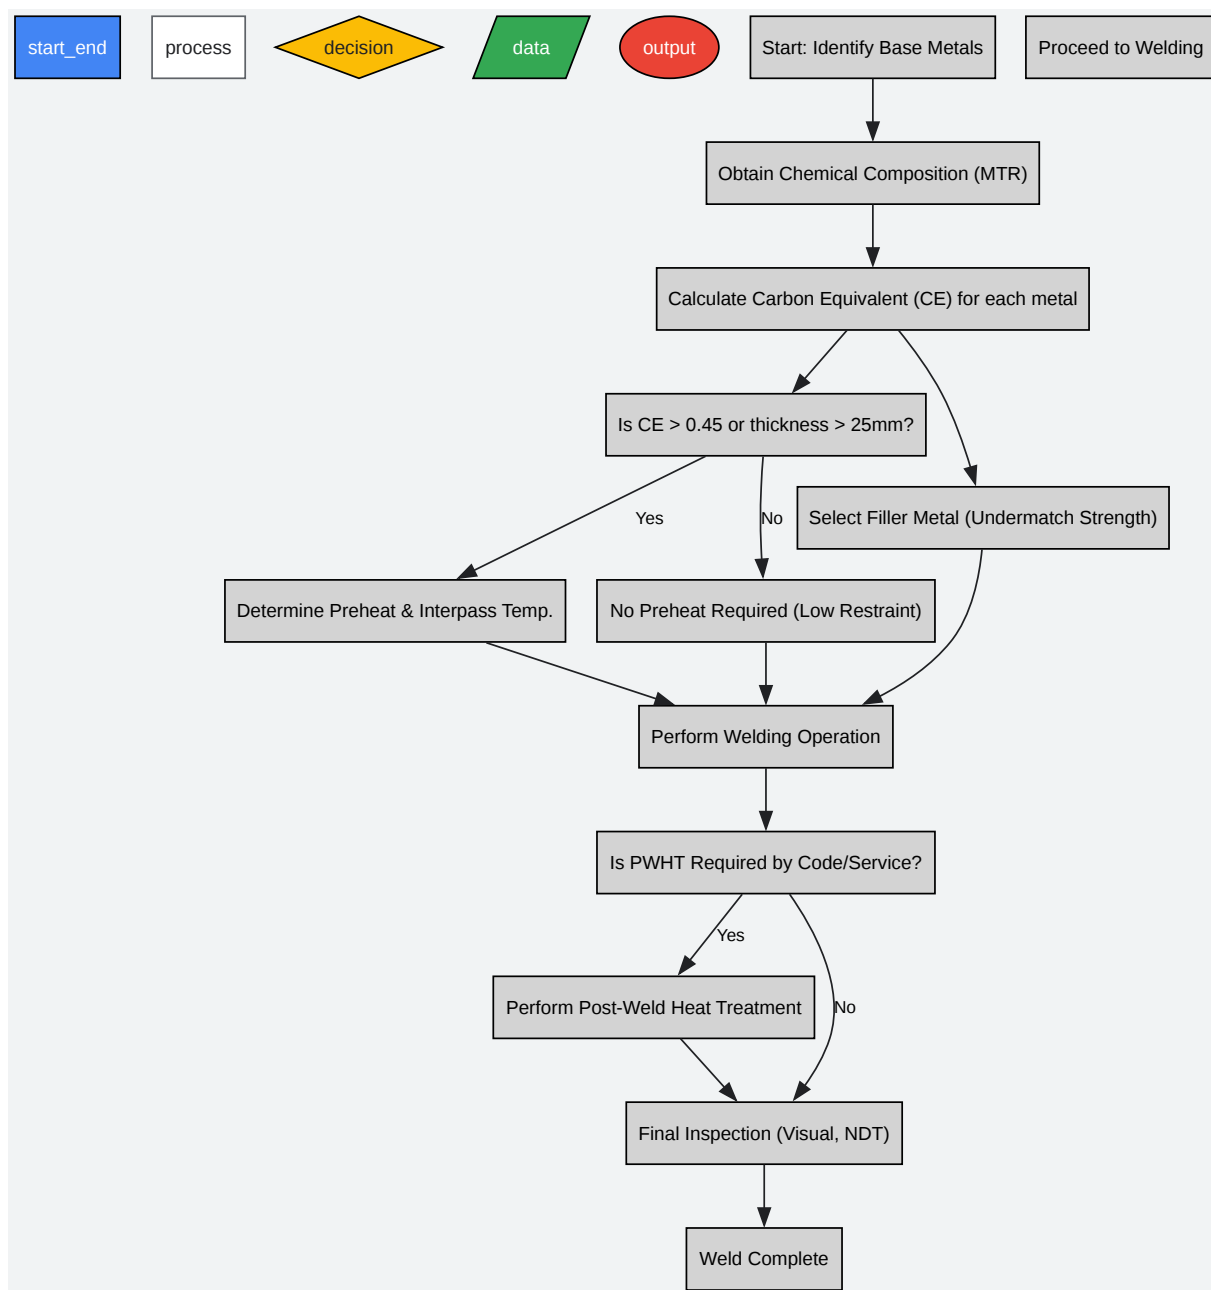 start_end
process
decision
data
output
Start: Identify Base Metals
Proceed to Welding
Obtain Chemical Composition (MTR)
Calculate Carbon Equivalent (CE) for each metal
Is CE > 0.45 or thickness > 25mm?
Yes
No
Select Filler Metal (Undermatch Strength)
Determine Preheat & Interpass Temp.
No Preheat Required (Low Restraint)
Perform Welding Operation
Is PWHT Required by Code/Service?
Yes
Perform Post-Weld Heat Treatment
No
Final Inspection (Visual, NDT)
Weld Complete